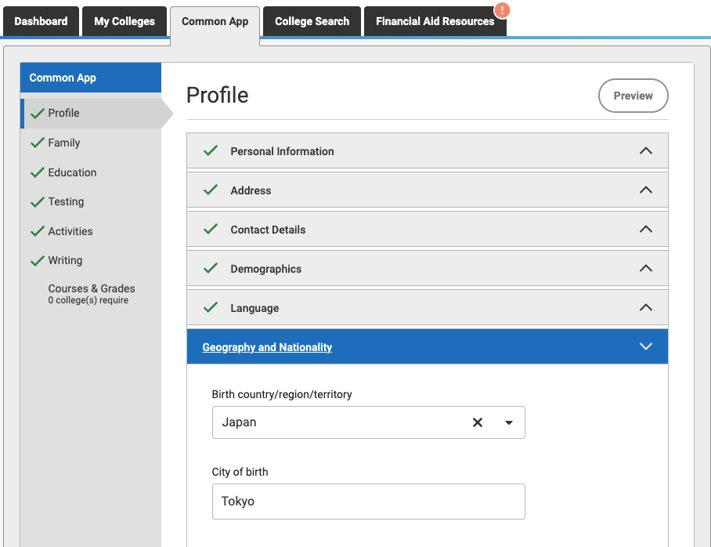 Dashboard
My Colleges
Common App
College Search
Financial Aid Resources
!
Common App
Profile
Family
Education
Testing
Activities
Writing
Courses & Grades
0 college(s) require
Profile
Preview
Personal Information
Address
Contact Details
Demographics
Language
Geography and Nationality
Birth country/region/territory
Japan
City of birth
Tokyo